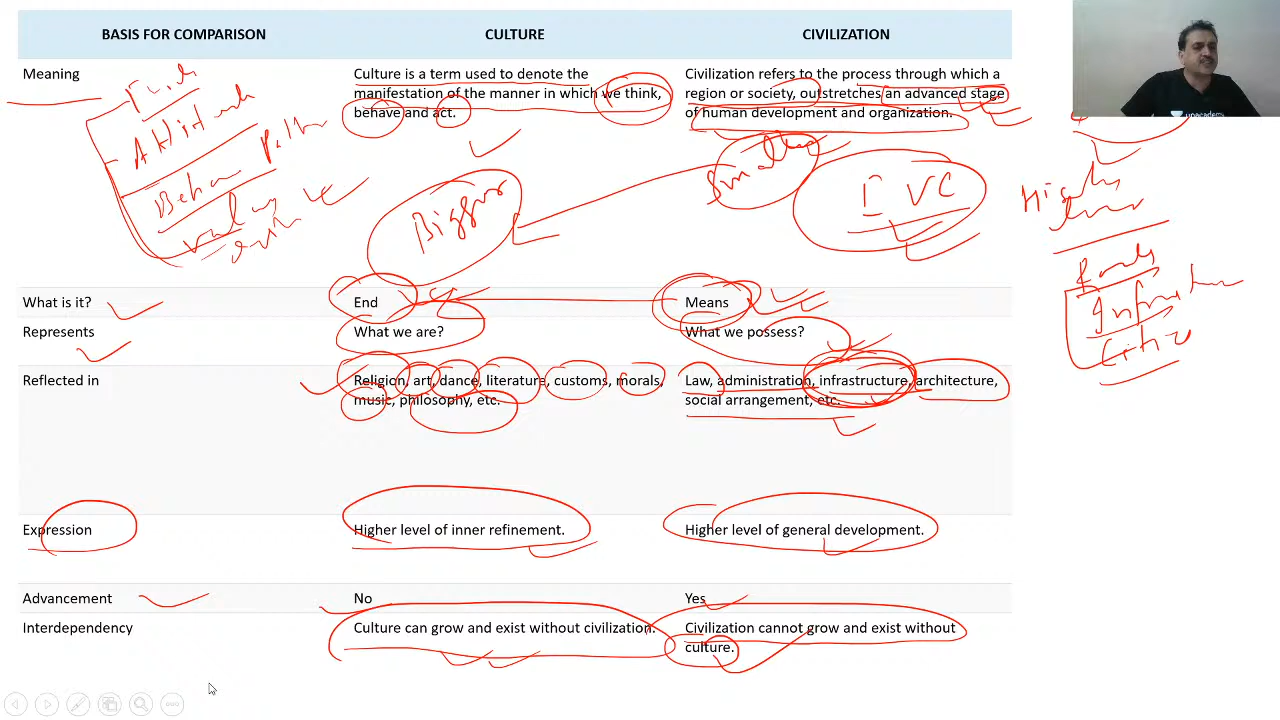 BASIS FOR COMPARISON CULTURE CIVILIZATION
Meaning
Culture is a term used to denote the
manifestation of the manner in which we think,
behave and act.
Civilization refers to the process through which a
region or society, outstretches an advanced stage
of human development and organization.
Attitude
Bigger
Smaller
I VC
What is it? End Means
Represents What we are? What we possess?
Reflected in
Religion, art, dance, literature, customs, morals,
music, philosophy, etc.
Law, administration, infrastructure, architecture,
social arrangement, etc.
Expression Higher level of inner refinement. Higher level of general development.
Advancement No Yes
Interdependency Culture can grow and exist without civilization.
Civilization cannot grow and exist without
culture.
unacademy